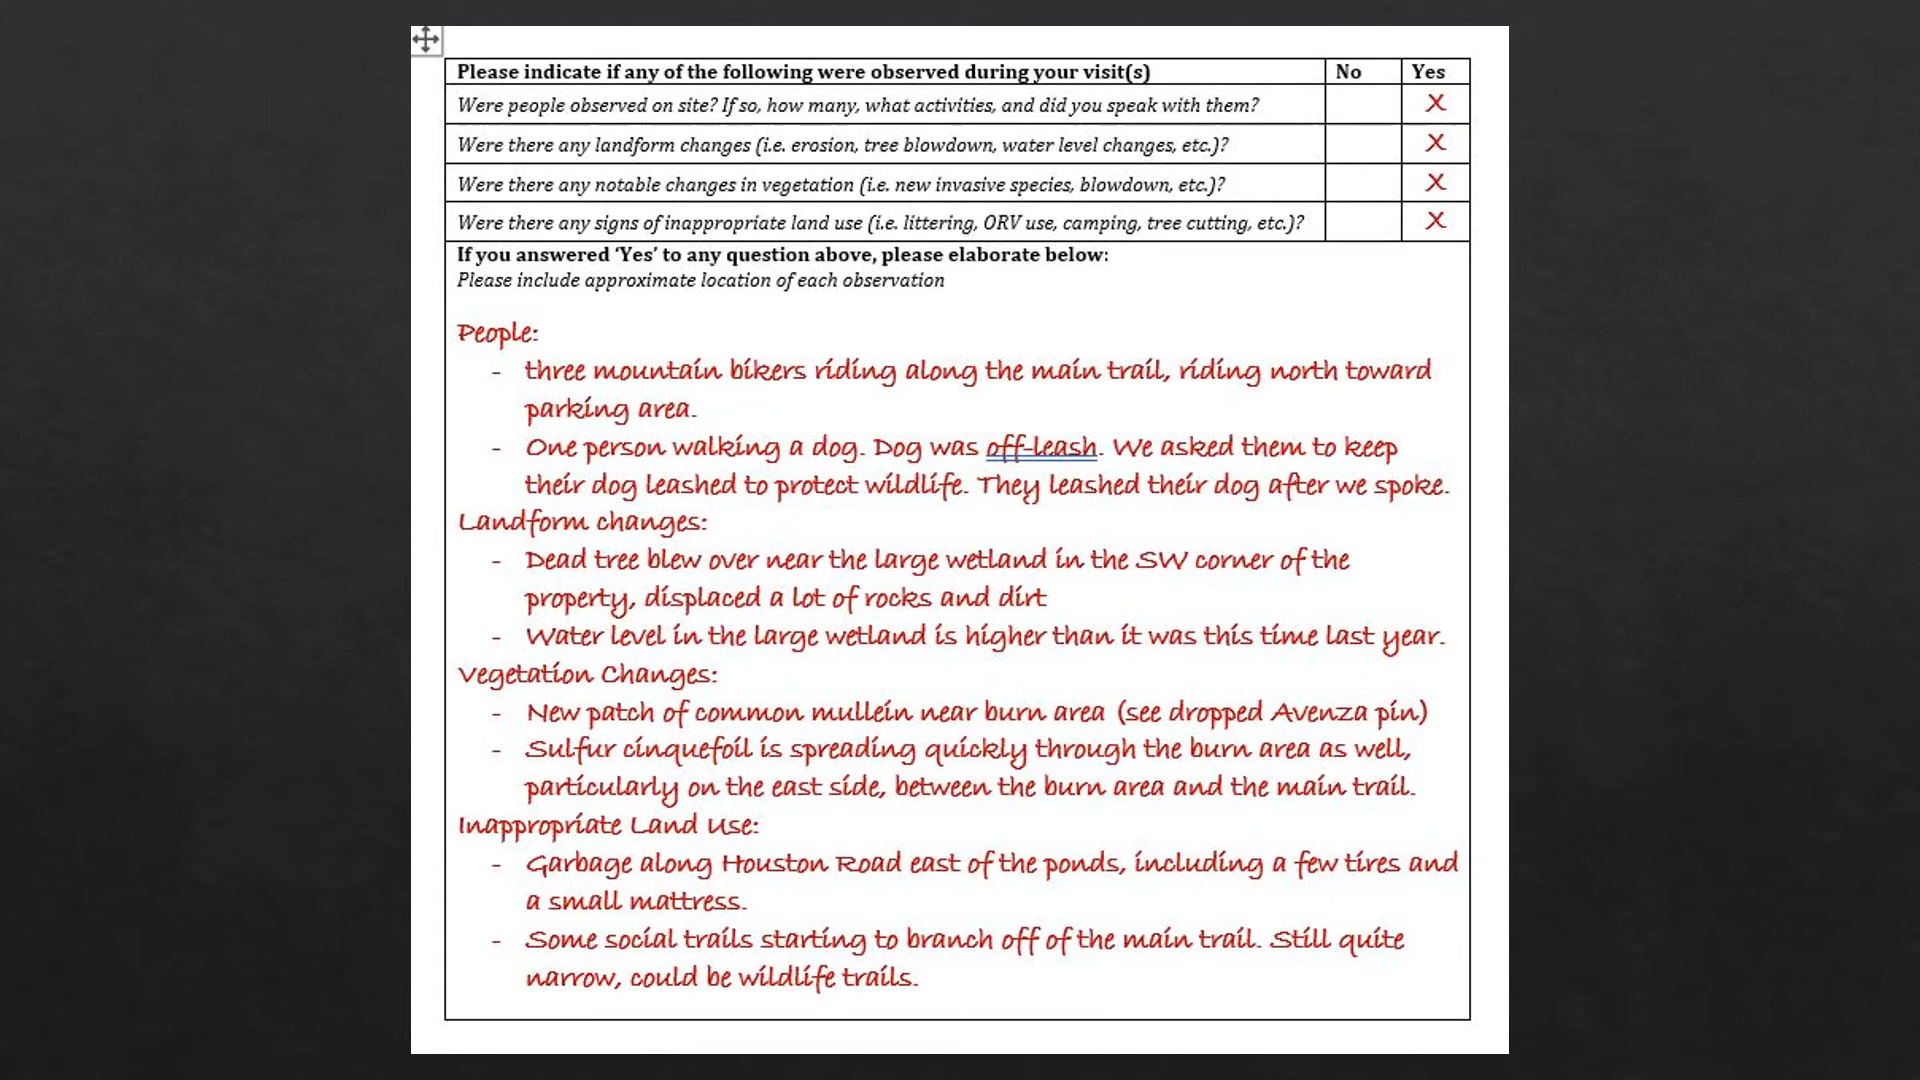 Please indicate if any of the following were observed during your visit(s) No Yes
Were people observed on site? If so, how many, what activities, and did you speak with them? X
Were there any landform changes (i.e. erosion, tree blowdown, water level changes, etc.)? X
Were there any notable changes in vegetation (i.e. new invasive species, blowdown, etc.)? X
Were there any signs of inappropriate land use (i.e. littering, ORV use, camping, tree cutting, etc.)? X
If you answered ‘Yes’ to any question above, please elaborate below:
Please include approximate location of each observation
People:
- three mountain bikers riding along the main trail, riding north toward
parking area.
- One person walking a dog. Dog was off-leash. We asked them to keep
their dog leashed to protect wildlife. They leashed their dog after we spoke.
Landform changes:
- Dead tree blew over near the large wetland in the SW corner of the
property, displaced a lot of rocks and dirt
- Water level in the large wetland is higher than it was this time last year.
Vegetation Changes:
- New patch of common mullein near burn area (see dropped Avenza pin)
- Sulfur cinquefoil is spreading quickly through the burn area as well,
particularly on the east side, between the burn area and the main trail.
Inappropriate Land Use:
- Garbage along Houston Road east of the ponds, including a few tires and
a small mattress.
- Some social trails starting to branch off of the main trail. Still quite
narrow, could be wildlife trails.